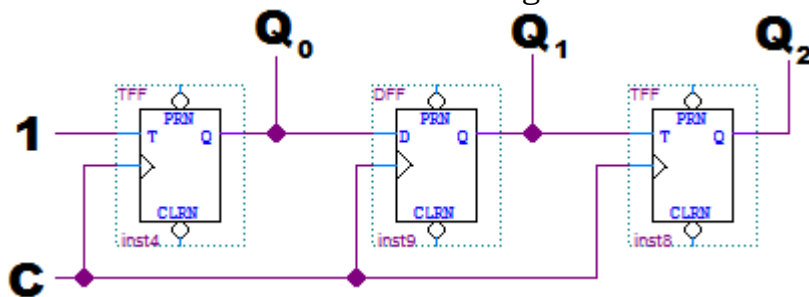 Q0
Q1
Q2
TFF
DFF
TFF
PRN
PRN
PRN
1
T Q
D Q
T Q
CLRN
CLRN
CLRN
inst4
inst9
inst8
C